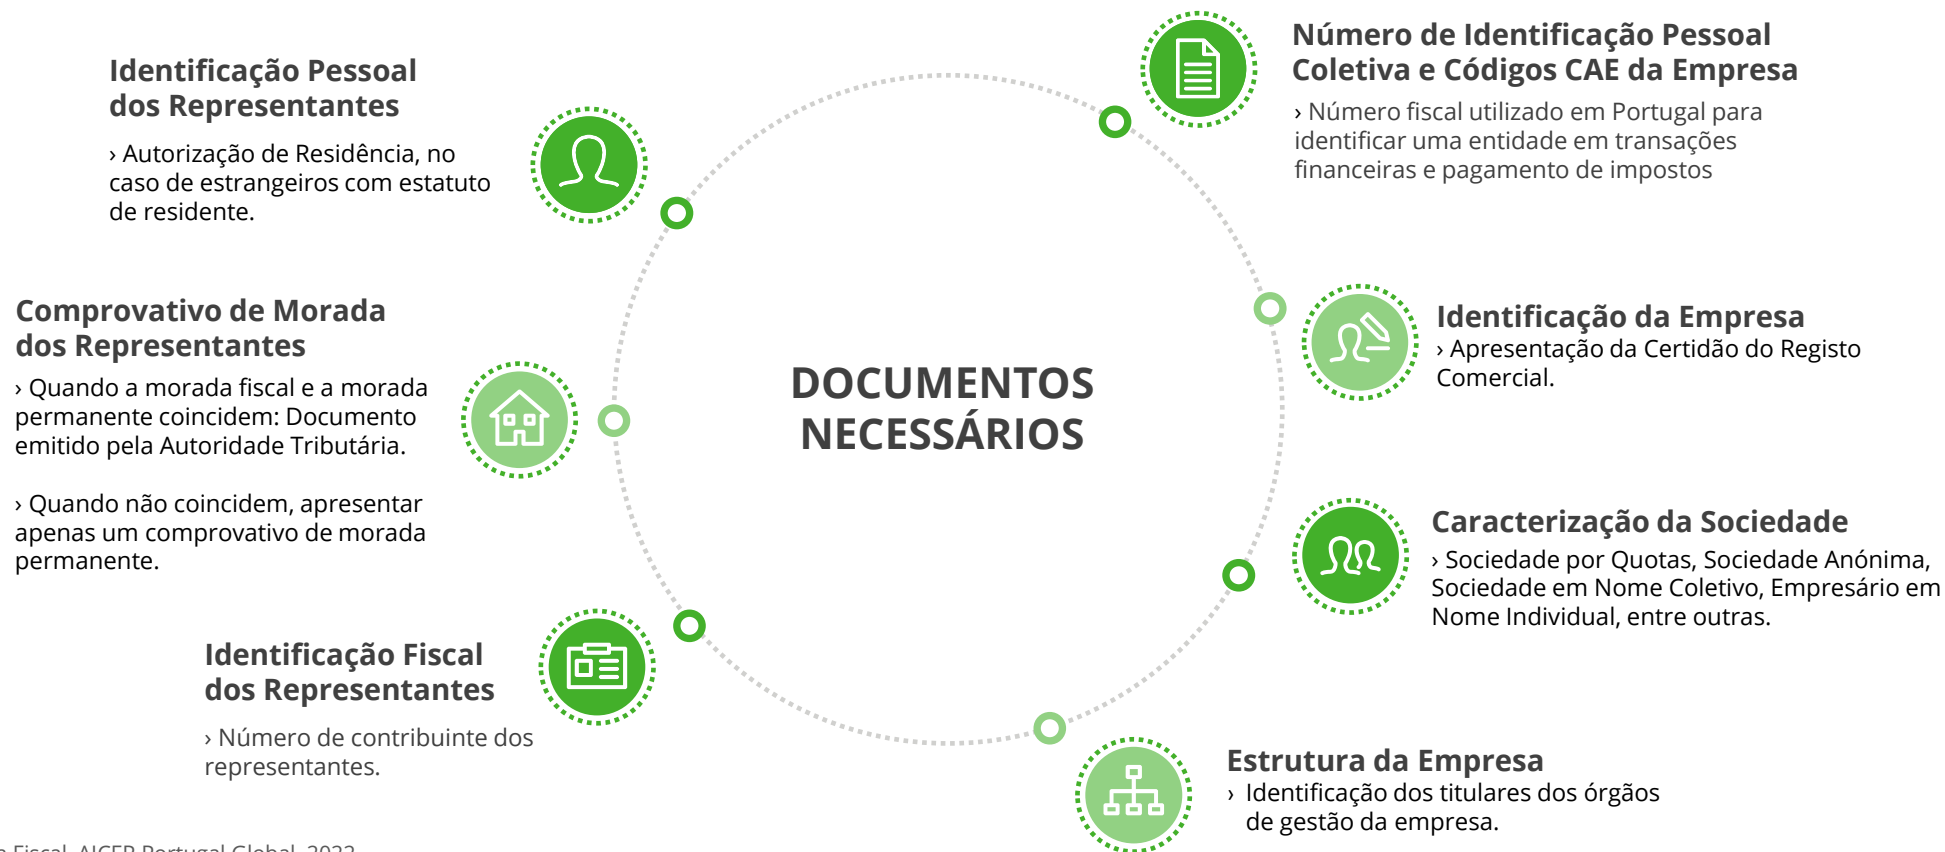 Identificação Pessoal
dos Representantes
› Autorização de Residência, no
caso de estrangeiros com estatuto
de residente.
Comprovativo de Morada
dos Representantes
› Quando a morada fiscal e a morada
permanente coincidem: Documento
emitido pela Autoridade Tributária.
› Quando não coincidem, apresentar
apenas um comprovativo de morada
permanente.
Identificação Fiscal
dos Representantes
› Número de contribuinte dos
representantes.
DOCUMENTOS
NECESSÁRIOS
Número de Identificação Pessoal
Coletiva e Códigos CAE da Empresa
› Número fiscal utilizado em Portugal para
identificar uma entidade em transações
financeiras e pagamento de impostos
Identificação da Empresa
› Apresentação da Certidão do Registo
Comercial.
Caracterização da Sociedade
› Sociedade por Quotas, Sociedade Anónima,
Sociedade em Nome Coletivo, Empresário em
Nome Individual, entre outras.
Estrutura da Empresa
› Identificação dos titulares dos órgãos
de gestão da empresa.
Fiscal, AICEP Portugal Global, 2022